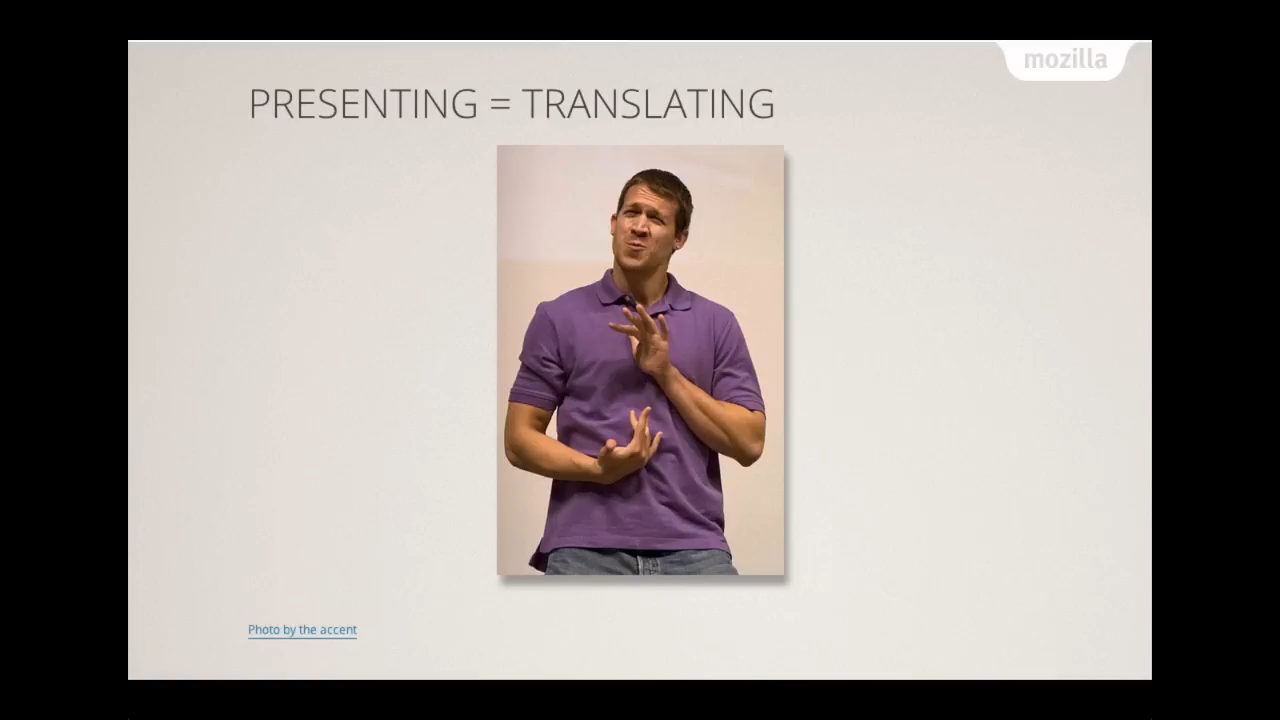 mozilla
PRESENTING = TRANSLATING
Photo by the accent